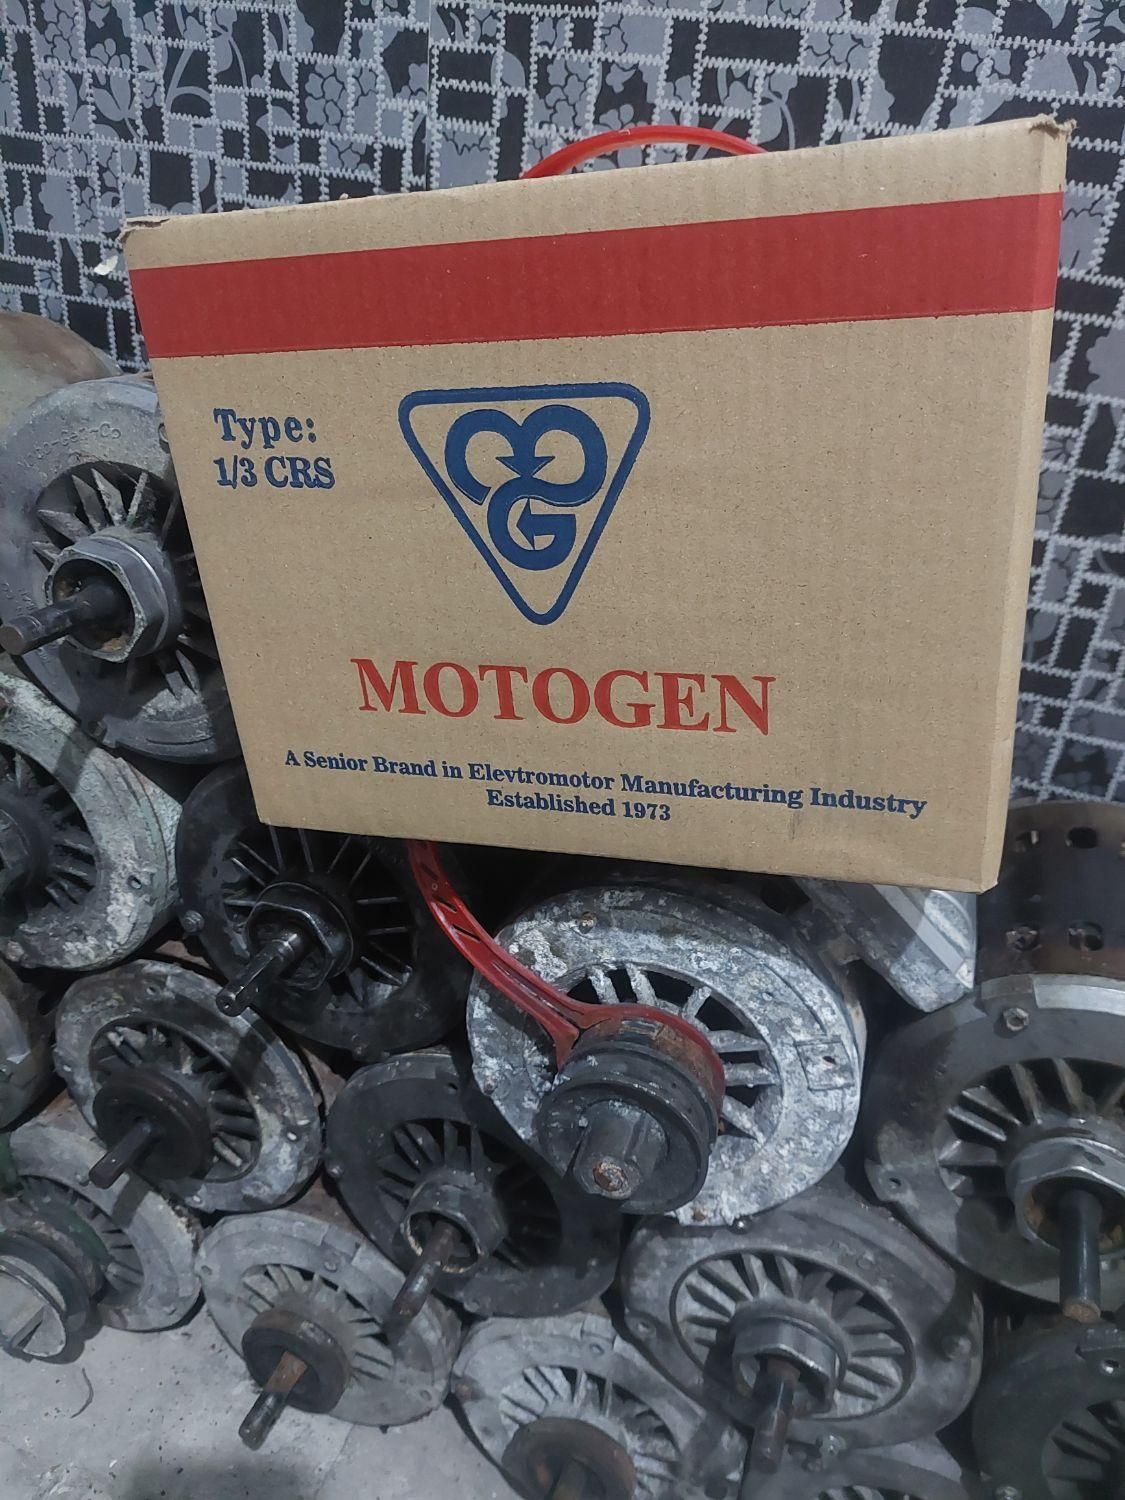 Type:
1/3 CRS
MOTOGEN
A Senior Brand in Elevtromotor Manufacturing Industry
Established 1973